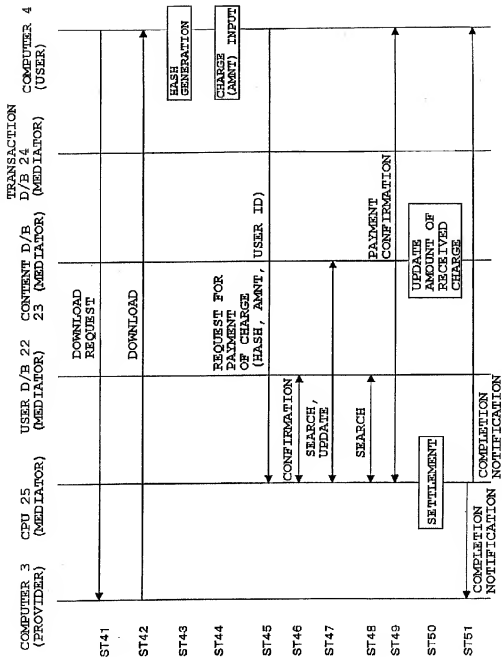 COMPUTER 3
(PROVIDER)
CPU 25
(MEDIATOR)
USER D/B 22
(MEDIATOR)
CONTENT D/B
23 (MEDIATOR)
TRANSACTION
D/B 24
(MEDIATOR)
COMPUTER 4
(USER)
ST41
DOWNLOAD
REQUEST
ST42
DOWNLOAD
ST43
HASH
GENERATION
ST44
CHARGE
(AMNT) INPUT
ST45
REQUEST FOR
PAYMENT
OF CHARGE
(HASH, AMNT, USER ID)
ST46
CONFIRMATION
ST47
SEARCH,
UPDATE
ST48
SEARCH
ST49
PAYMENT
CONFIRMATION
ST50
SETTLEMENT
UPDATE
AMOUNT OF
RECEIVED
CHARGE
ST51
COMPLETION
NOTIFICATION
COMPLETION
NOTIFICATION